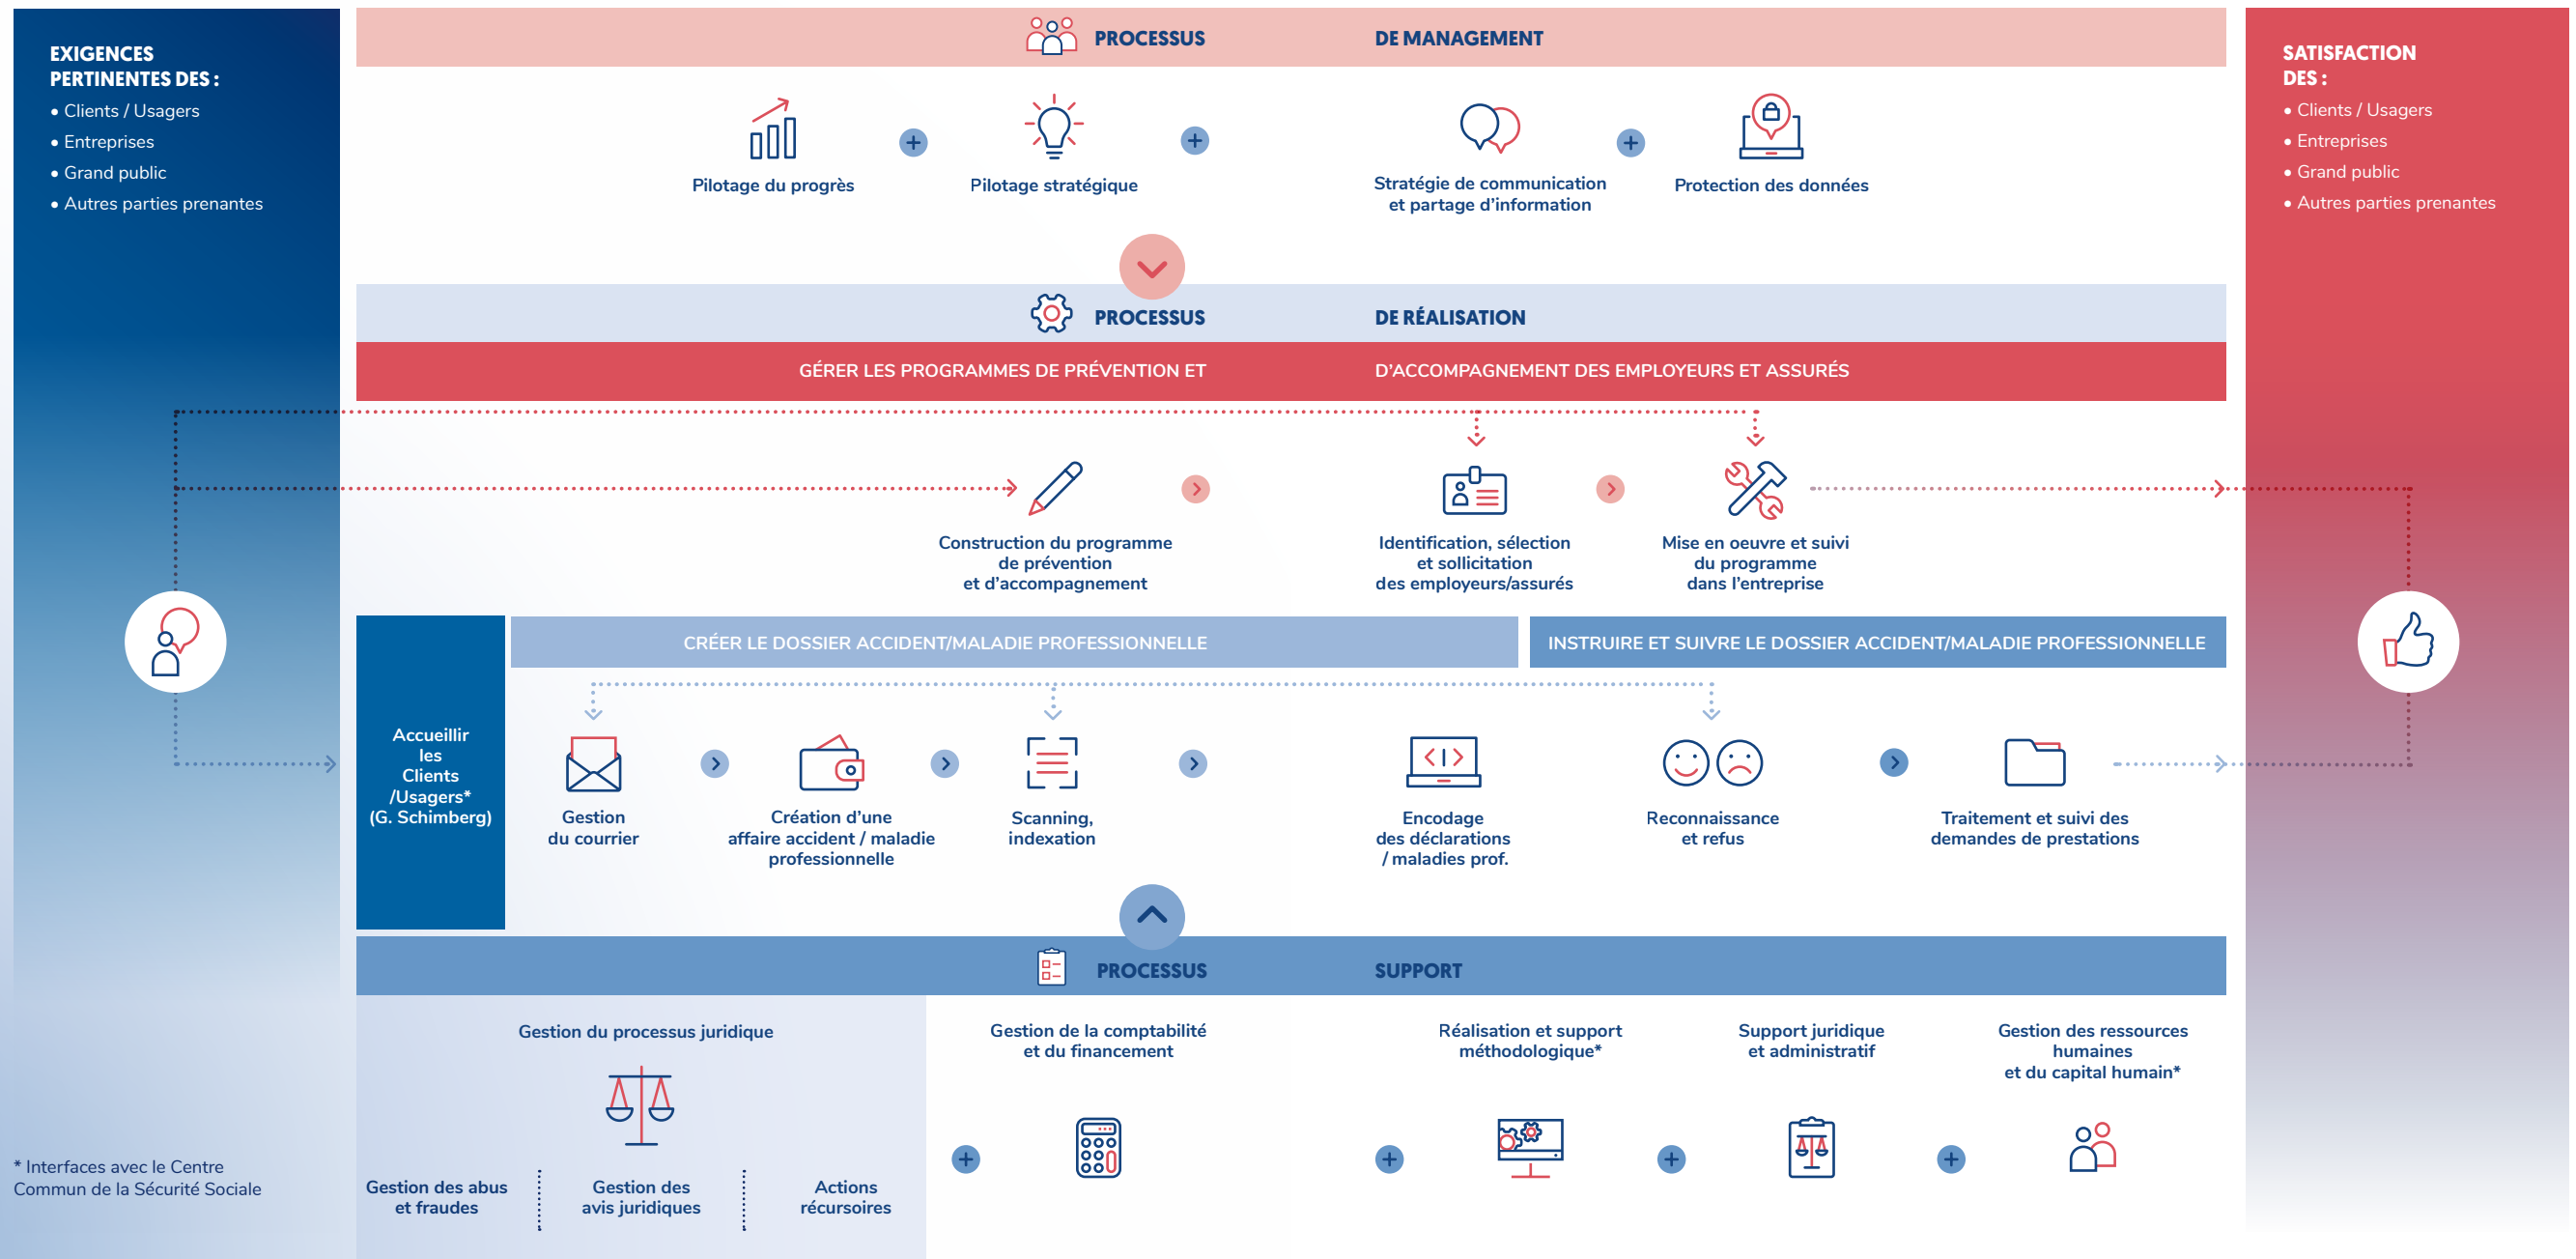 EXIGENCES
PERTINENTES DES :
• Clients / Usagers
• Entreprises
• Grand public
• Autres parties prenantes
PROCESSUS DE MANAGEMENT
Pilotage du progrès
Pilotage stratégique
Stratégie de communication
et partage d’information
Protection des données
PROCESSUS DE RÉALISATION
GÉRER LES PROGRAMMES DE PRÉVENTION ET D’ACCOMPAGNEMENT DES EMPLOYEURS ET ASSURÉS
Construction du programme
de prévention
et d’accompagnement
Identification, sélection
et sollicitation
des employeurs/assurés
Mise en oeuvre et suivi
du programme
dans l’entreprise
Accueillir
les
Clients
/Usagers*
(G. Schimberg)
CRÉER LE DOSSIER ACCIDENT/MALADIE PROFESSIONNELLE
INSTRUIRE ET SUIVRE LE DOSSIER ACCIDENT/MALADIE PROFESSIONNELLE
Gestion
du courrier
Création d’une
affaire accident / maladie
professionnelle
Scanning,
indexation
Encodage
des déclarations
/ maladies prof.
Reconnaissance
et refus
Traitement et suivi des
demandes de prestations
PROCESSUS SUPPORT
Gestion du processus juridique
Gestion des abus
et fraudes
Gestion des
avis juridiques
Actions
récursoires
Gestion de la comptabilité
et du financement
Réalisation et support
méthodologique*
Support juridique
et administratif
Gestion des ressources
humaines
et du capital humain*
SATISFACTION
DES :
• Clients / Usagers
• Entreprises
• Grand public
• Autres parties prenantes
* Interfaces avec le Centre
Commun de la Sécurité Sociale